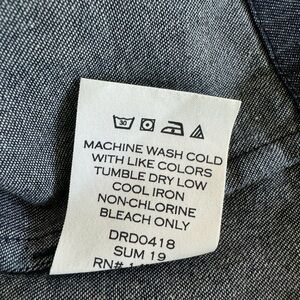 30
MACHINE WASH COLD
WITH LIKE COLORS
TUMBLE DRY LOW
COOL IRON
NON-CHLORINE
BLEACH ONLY
DRD0418
SUM 19
RN#